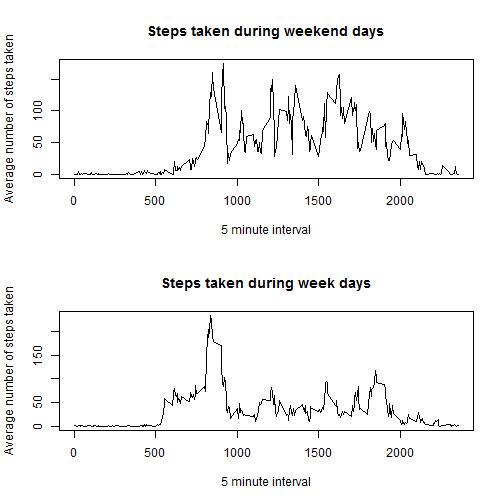 Steps taken during weekend days
Average number of steps taken
100
50
0
0 500 1000 1500 2000
5 minute interval
Steps taken during week days
Average number of steps taken
150
50
0
0 500 1000 1500 2000
5 minute interval